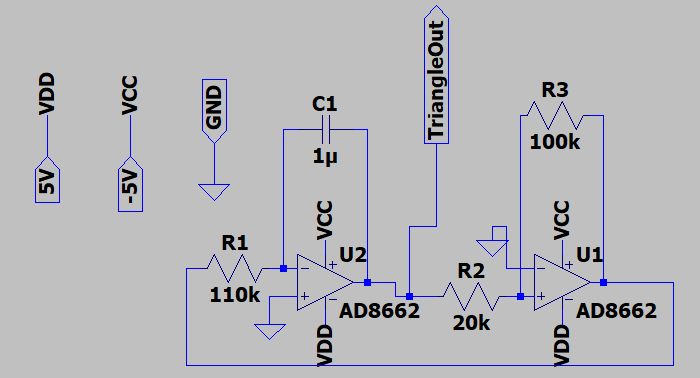 VDD
VCC
GND
5V
-5V
C1
1µ
TriangleOut
R3
100k
VCC
U2
R1
110k
AD8662
VDD
R2
20k
VCC
U1
AD8662
VDD